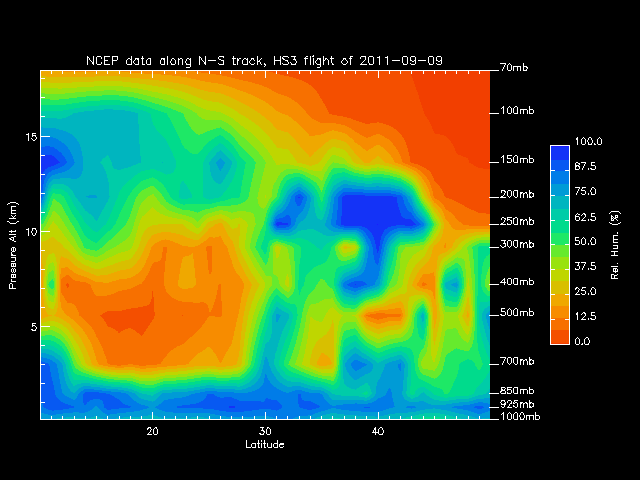 NCEP data along N-S track, HS3 flight of 2011-09-09
70mb
100mb
15
150mb
200mb
10
250mb
300mb
400mb
5
500mb
700mb
850mb
925mb
1000mb
20
30
40
Latitude
Pressure Alt (km)
100.0
87.5
75.0
62.5
50.0
37.5
25.0
12.5
0.0
Rel. Hum. (%)